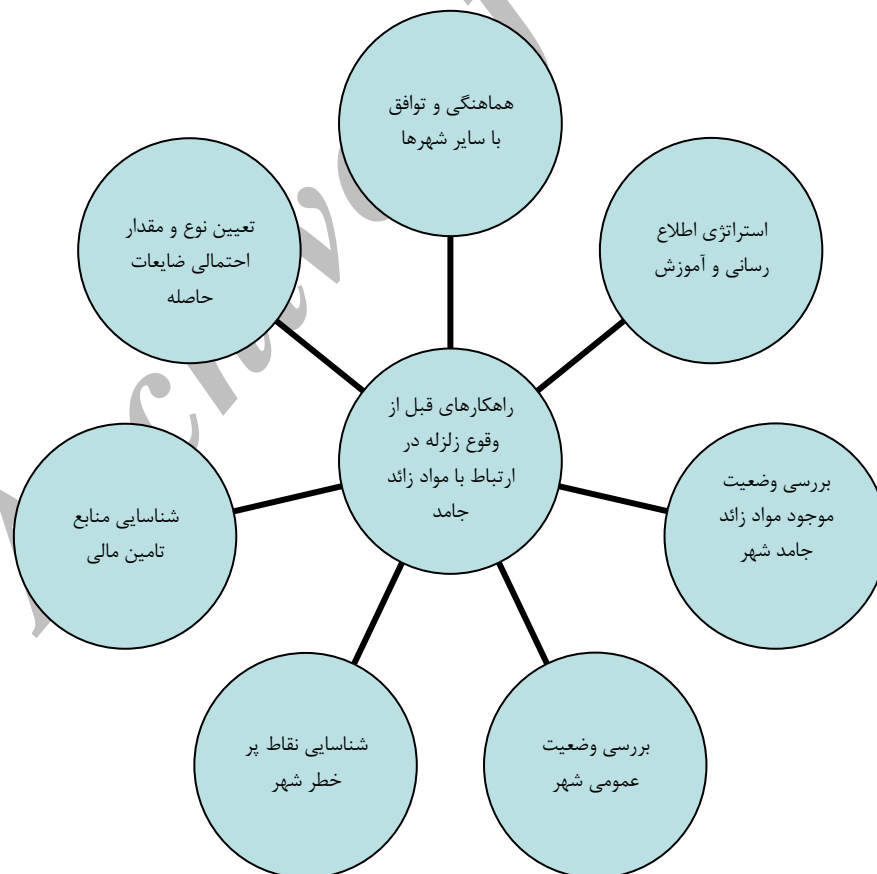 هماهنگی و توافق
با سایر شهرها
استراتژی اطلاع
رسانی و آموزش
تعیین نوع و مقدار
احتمالی ضایعات
حاصله
راهکارهای قبل از
وقوع زلزله در
ارتباط با مواد زائد
جامد
بررسی وضعیت
موجود مواد زائد
جامد شهر
شناسایی منابع
تامین مالی
بررسی وضعیت
عمومی شهر
شناسایی نقاط پر
خطر شهر